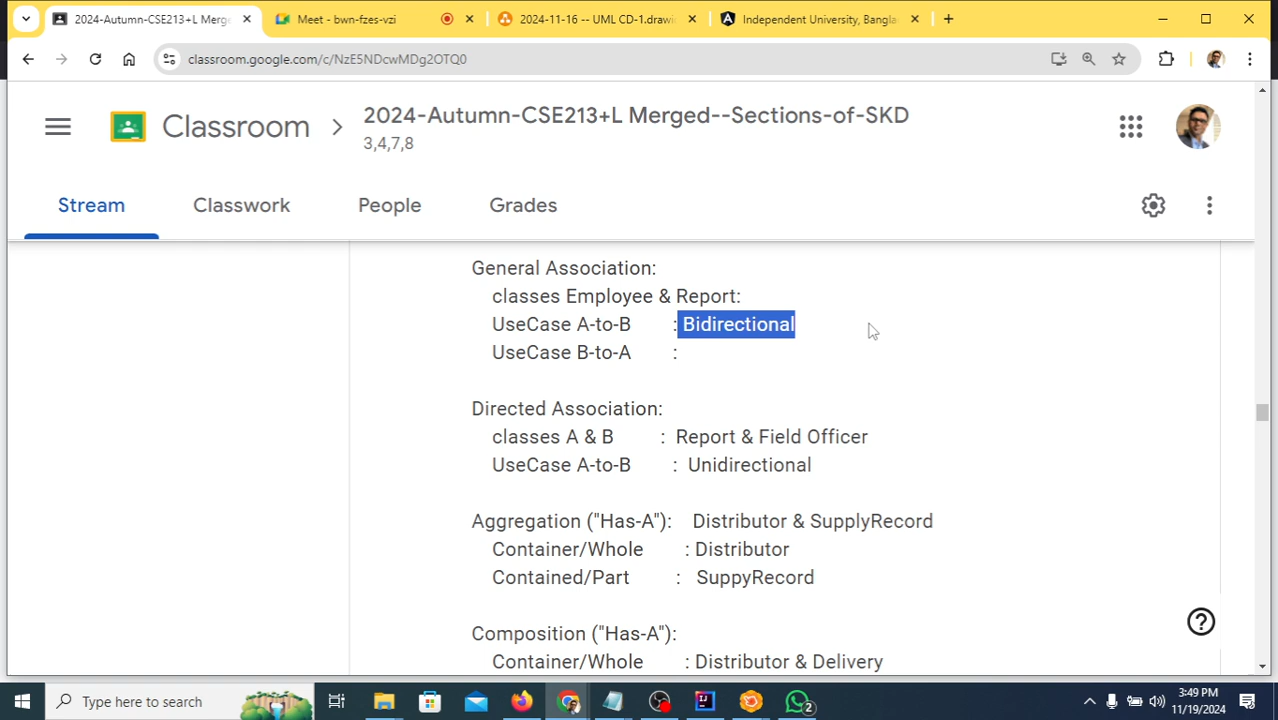 2024-Autumn-CSE213+L Merg
Meet - bwn-fzes-vzi
2024-11-16 -- UML CD-1.drawi
Independent University, Bangla
classroom.google.com/c/NzE5NDcwMDg2OTQ0
Classroom
2024-Autumn-CSE213+L Merged--Sections-of-SKD
3,4,7,8
Stream
Classwork
People
Grades
General Association:
classes Employee & Report:
UseCase A-to-B : Bidirectional
UseCase B-to-A :
Directed Association:
classes A & B : Report & Field Officer
UseCase A-to-B : Unidirectional
Aggregation ("Has-A"): Distributor & SupplyRecord
Container/Whole : Distributor
Contained/Part : SuppyRecord
Composition ("Has-A"):
Container/Whole : Distributor & Delivery
Type here to search
2
3:49 PM
11/19/2024